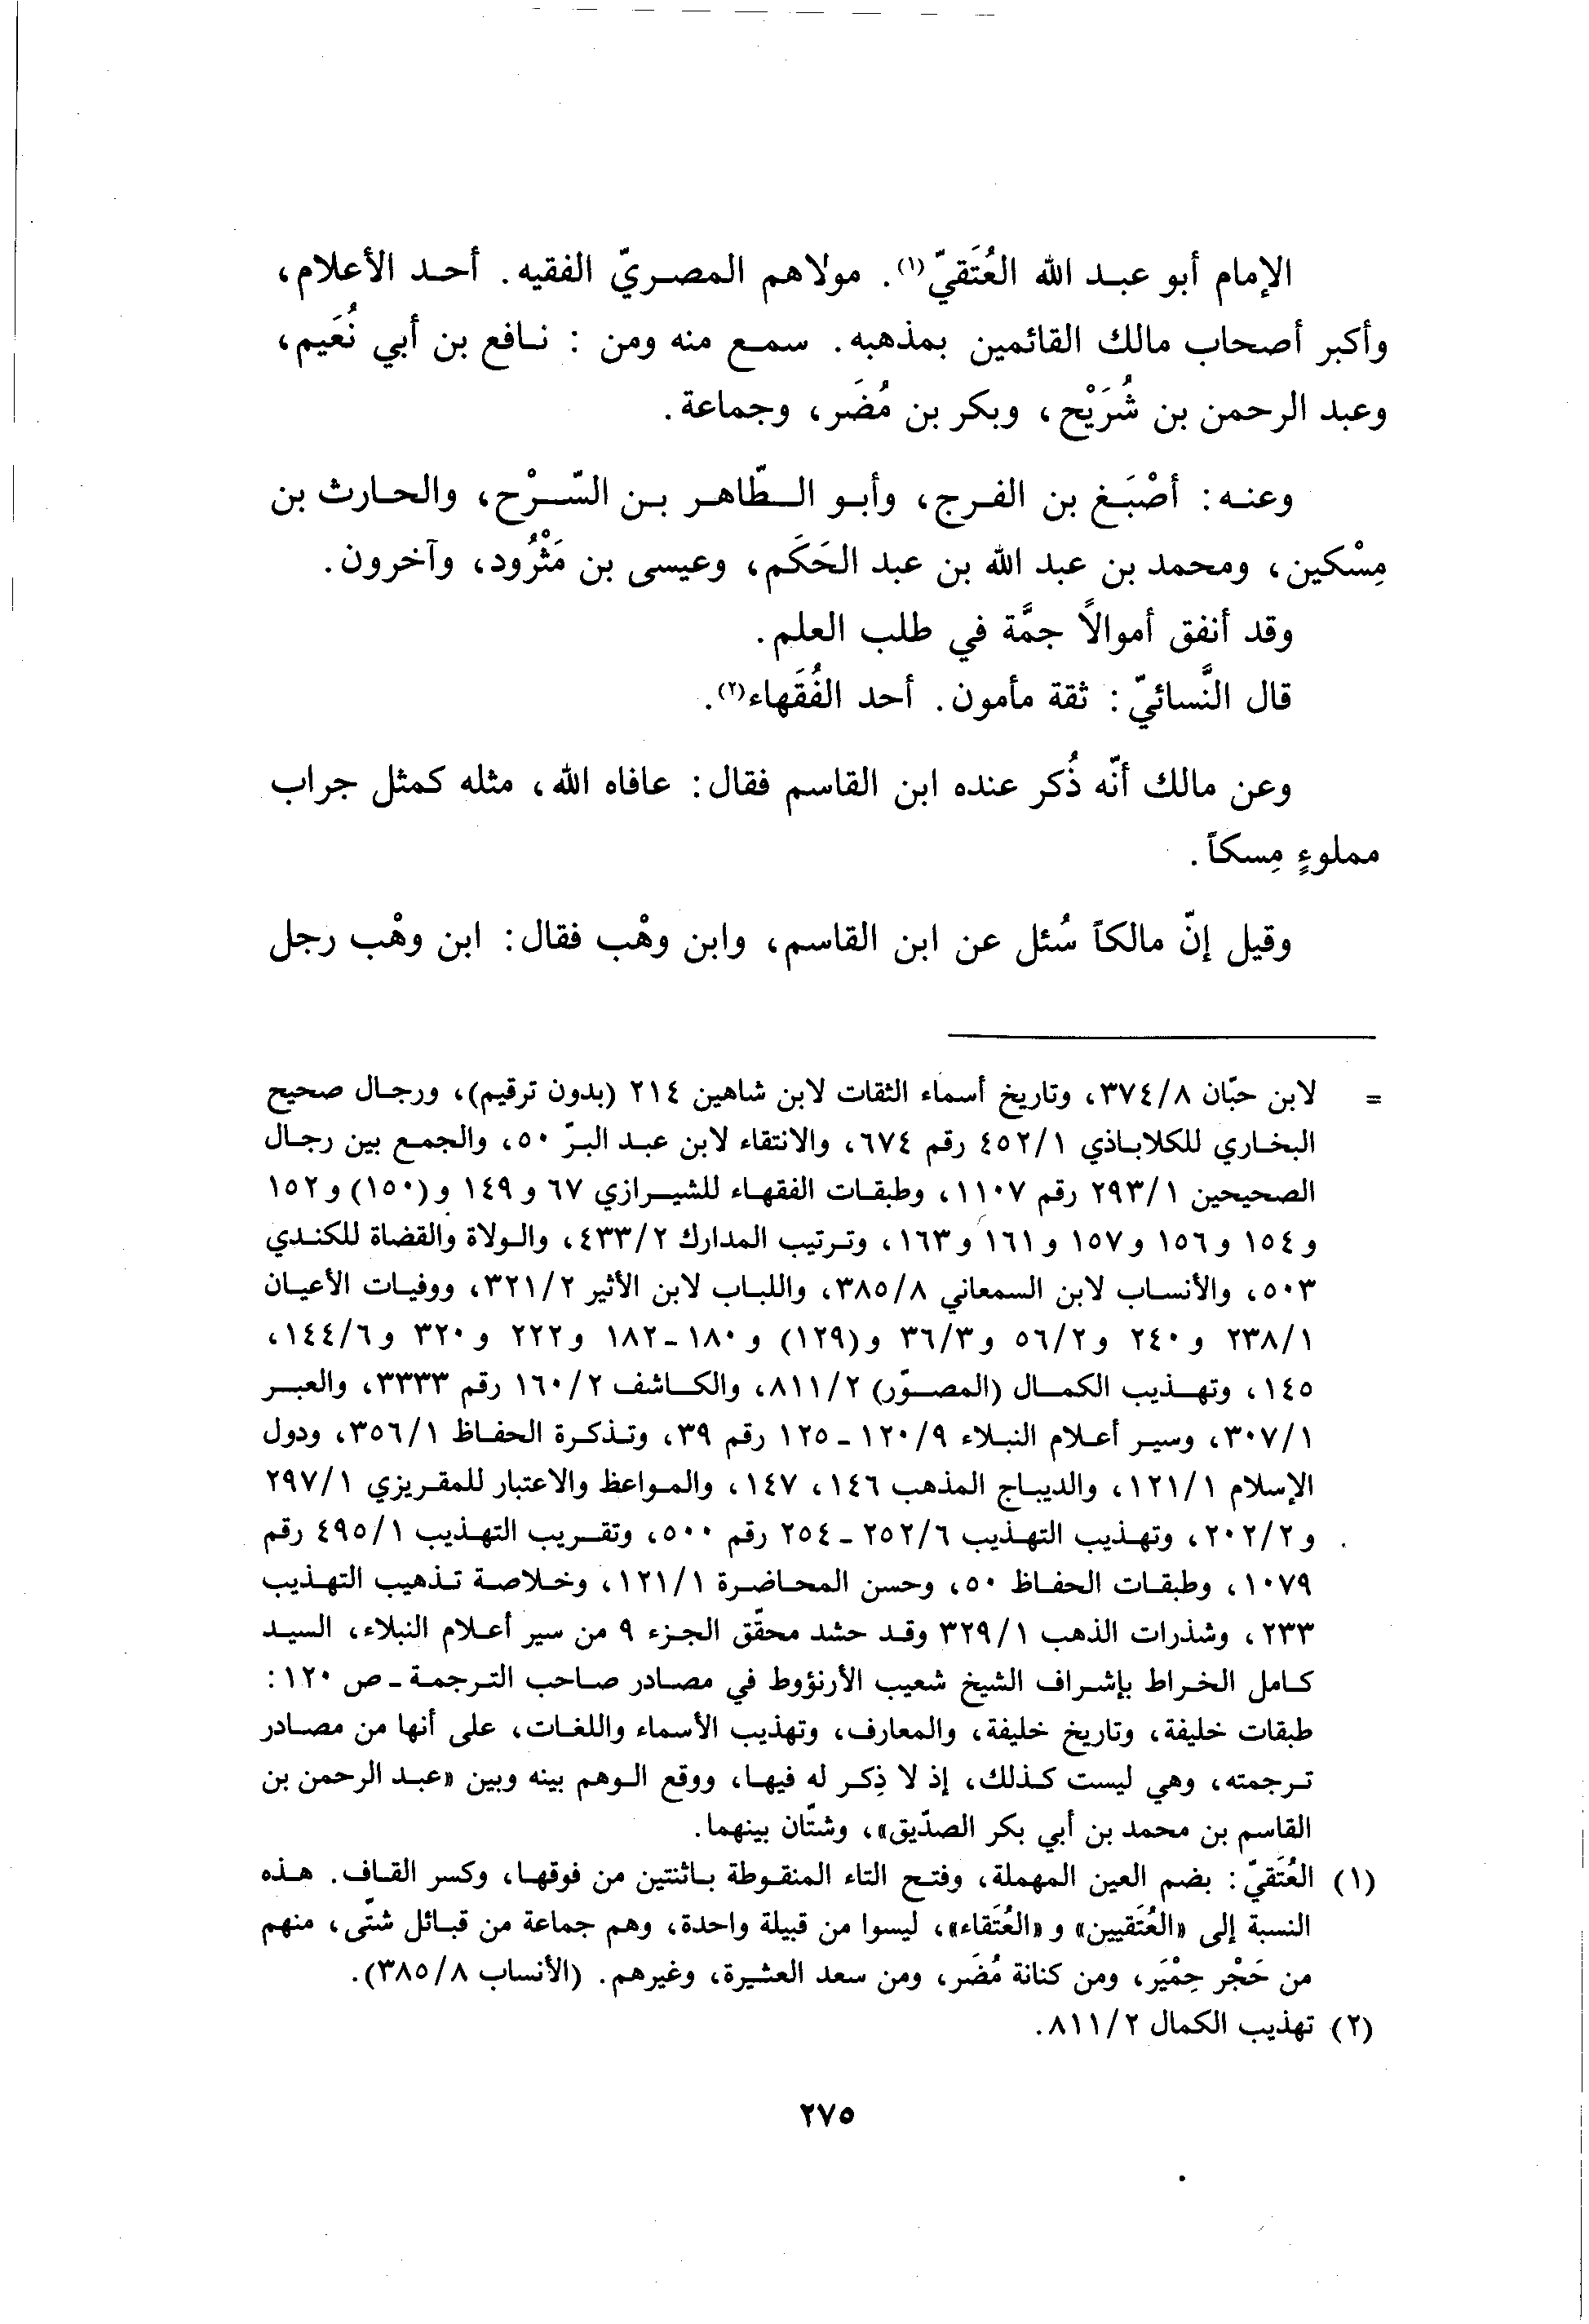 الإمام أبو عبد الله العُتَقيّ(١). مولاهم المصريّ الفقيه. أحد الأعلام،
وأكبر أصحاب مالك القائمين بمذهبه. سمع منه ومن : نافع بن أبي نُعَيم،
وعبد الرحمن بن شُرَيْح، وبكر بن مُضَر، وجماعة.
وعنه: أصْبَغ بن الفرج، وأبو الطّاهر بن السّرْح، والحارث بن
مِسْكين، ومحمد بن عبد الله بن عبد الحَكَم، وعيسى بن مَثْرُود، وآخرون.
وقد أنفق أموالاً جمَّة في طلب العلم.
قال النَّسائيّ: ثقة مأمون. أحد الفُقَهاء(٢).
وعن مالك أنّه ذُكر عنده ابن القاسم فقال: عافاه الله، مثله كمثل جراب
مملوءٍ مِسكاً.
وقيل إنّ مالكاً سُئل عن ابن القاسم، وابن وهْب فقال: ابن وهْب رجل
= لابن حبّان ٣٧٤/٨، وتاريخ أسماء الثقات لابن شاهين ٢١٤ (بدون ترقيم)، ورجال صحيح
البخاري للكلاباذي ٤٥٢/١ رقم ٦٧٤، والانتقاء لابن عبد البرّ ٥٠، والجمع بين رجال
الصحيحين ٢٩٣/١ رقم ١١٠٧، وطبقات الفقهاء للشيرازي ٦٧ و١٤٩ و(١٥٠) و١٥٢
و١٥٤ و١٥٦ و١٥٧ و١٦١ و١٦٣، وترتيب المدارك ٤٣٣/٢، والولاة والقضاة للكندي
٥٠٣، والأنساب لابن السمعاني ٣٨٥/٨، واللباب لابن الأثير ٣٢١/٢، ووفيات الأعيان
٢٣٨/١ و٢٤٠ و٥٦/٢ و٣٦/٣ و(١٢٩) و١٨٠-١٨٢ و٢٢٢ و٣٢٠ و١٤٤/٦،
١٤٥، وتهذيب الكمال (المصوّر) ٨١١/٢، والكاشف ١٦٠/٢ رقم ٣٣٣٣، والعبر
٣٠٧/١، وسير أعلام النبلاء ١٢٠/٩ - ١٢٥ رقم ٣٩، وتذكرة الحفاظ ٣٥٦/١، ودول
الإسلام ١٢١/١، والديباج المذهب ١٤٦، ١٤٧، والمواعظ والاعتبار للمقريزي ٢٩٧/١
و٢٠٢/٢، وتهذيب التهذيب ٢٥٢/٦ - ٢٥٤ رقم ٥٠٠، وتقريب التهذيب ٤٩٥/١ رقم
١٠٧٩، وطبقات الحفاظ ٥٠، وحسن المحاضرة ١٢١/١، وخلاصة تذهيب التهذيب
٢٣٣، وشذرات الذهب ٣٢٩/١ وقد حشد محقّق الجزء ٩ من سير أعلام النبلاء، السيد
كامل الخراط بإشراف الشيخ شعيب الأرنؤوط في مصادر صاحب الترجمة - ص ١٢٠:
طبقات خليفة، وتاريخ خليفة، والمعارف، وتهذيب الأسماء واللغات، على أنها من مصادر
ترجمته، وهي ليست كذلك، إذ لا ذِكر له فيها، ووقع الوهم بينه وبين «عبد الرحمن بن
القاسم بن محمد بن أبي بكر الصدّيق»، وشتّان بينهما.
(١) العُتَقيّ: بضم العين المهملة، وفتح التاء المنقوطة باثنتين من فوقها، وكسر القاف. هذه
النسبة إلى «العُتَقيين» و«العُتَقاء»، ليسوا من قبيلة واحدة، وهم جماعة من قبائل شتّى، منهم
من حَجْر حِمْيَر، ومن كنانة مُضَر، ومن سعد العشيرة، وغيرهم. (الأنساب ٣٨٥/٨).
(٢) تهذيب الكمال ٨١١/٢.
٢٧٥